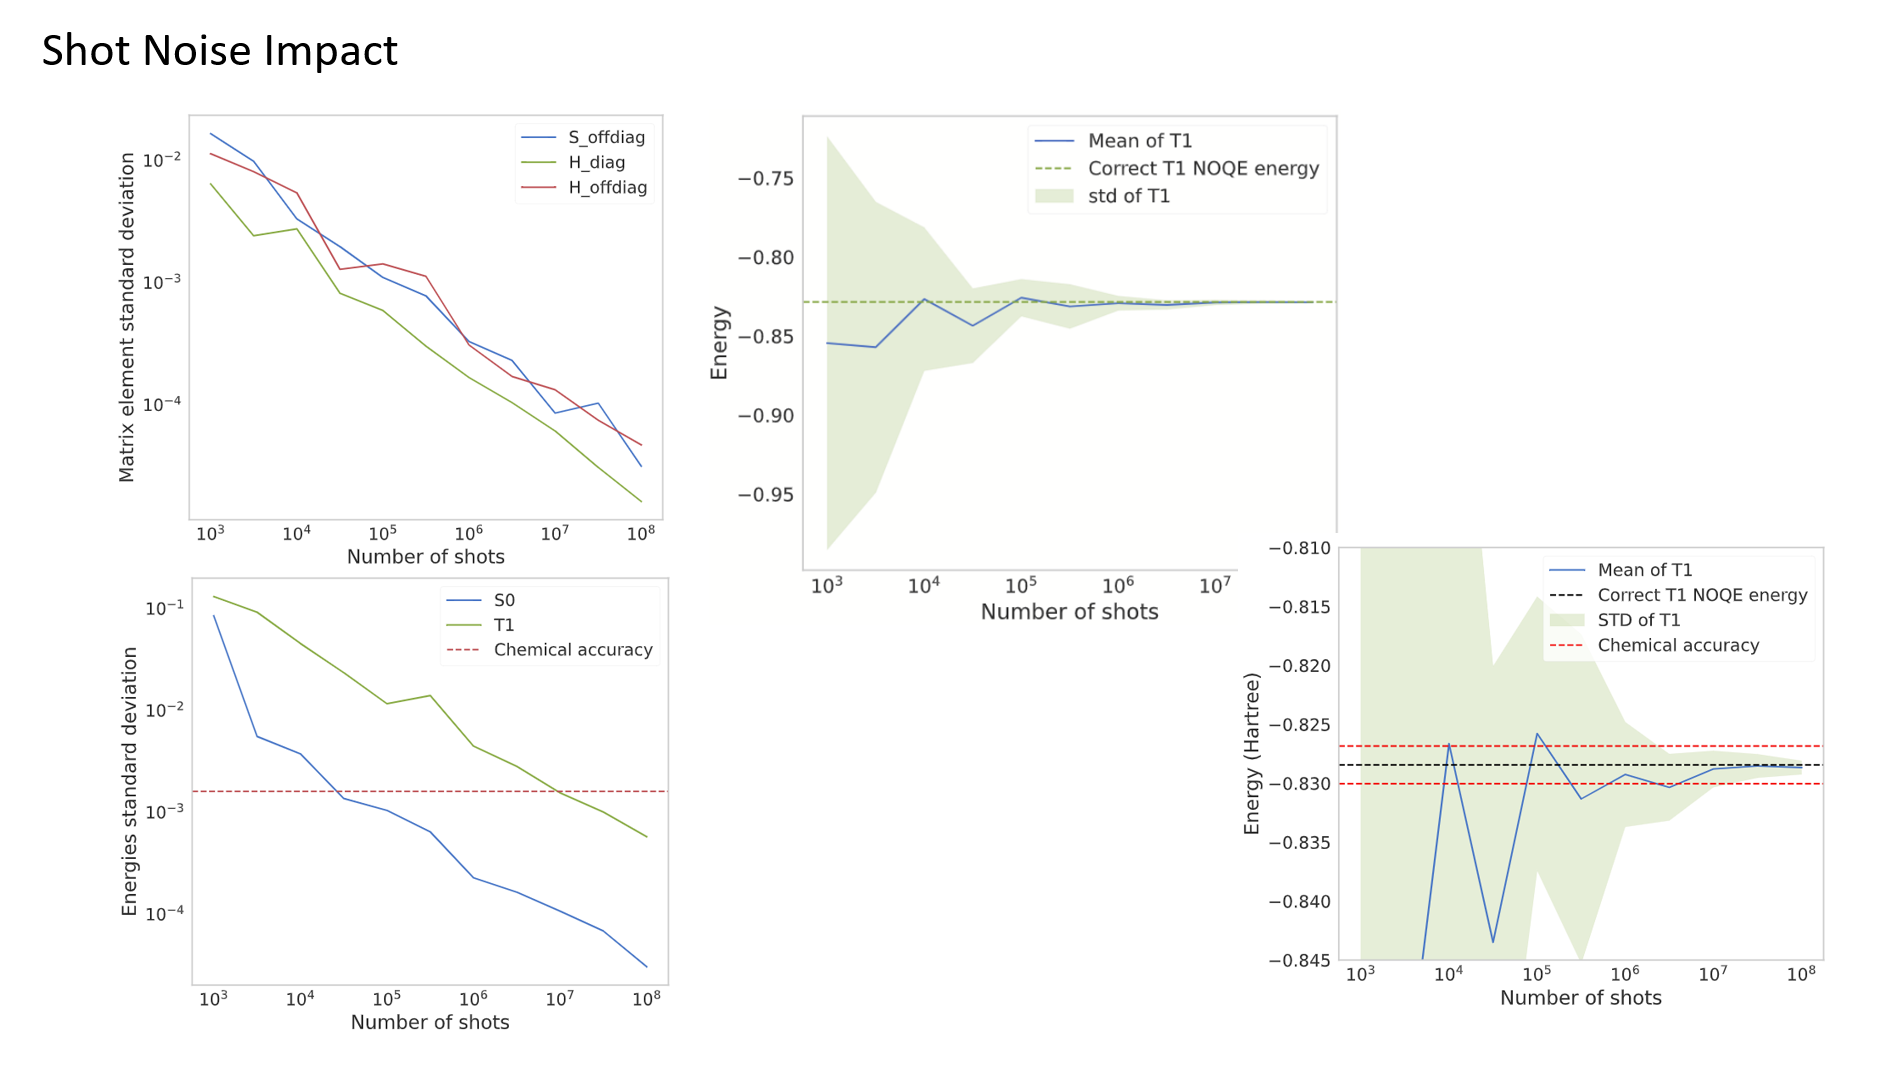 Shot Noise Impact
Matrix element standard deviation
10⁻²
10⁻³
10⁻⁴
S_offdiag
H_diag
H_offdiag
10³ 10⁴ 10⁵ 10⁶ 10⁷ 10⁸
Number of shots
Energy
−0.75
−0.80
−0.85
−0.90
−0.95
Mean of T1
Correct T1 NOQE energy
std of T1
10³ 10⁴ 10⁵ 10⁶ 10⁷
Number of shots
Energies standard deviation
10⁻¹
10⁻²
10⁻³
10⁻⁴
S0
T1
Chemical accuracy
10³ 10⁴ 10⁵ 10⁶ 10⁷ 10⁸
Number of shots
Energy (Hartree)
−0.810
−0.815
−0.820
−0.825
−0.830
−0.835
−0.840
−0.845
Mean of T1
Correct T1 NOQE energy
STD of T1
Chemical accuracy
10³ 10⁴ 10⁵ 10⁶ 10⁷ 10⁸
Number of shots